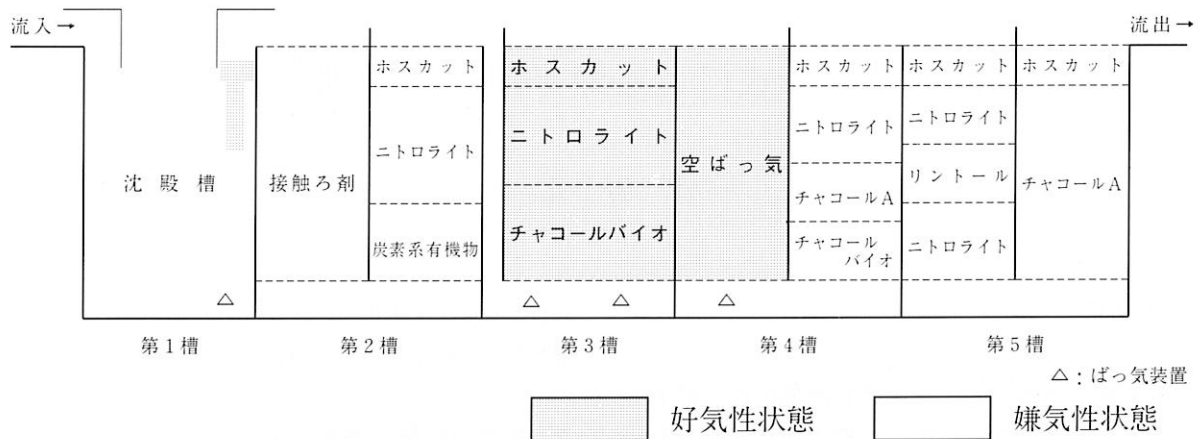 流入→
流出→
沈殿槽
接触ろ剤
ホスカット
ニトロライト
炭素系有機物
ホスカット
ニトロライト
チャコールバイオ
空ばっ気
ホスカット
ニトロライト
チャコールA
チャコール
バイオ
ホスカット
ニトロライト
リントール
ニトロライト
ホスカット
チャコールA
△
△
△
△
第1槽
第2槽
第3槽
第4槽
第5槽
△：ばっ気装置
好気性状態
嫌気性状態